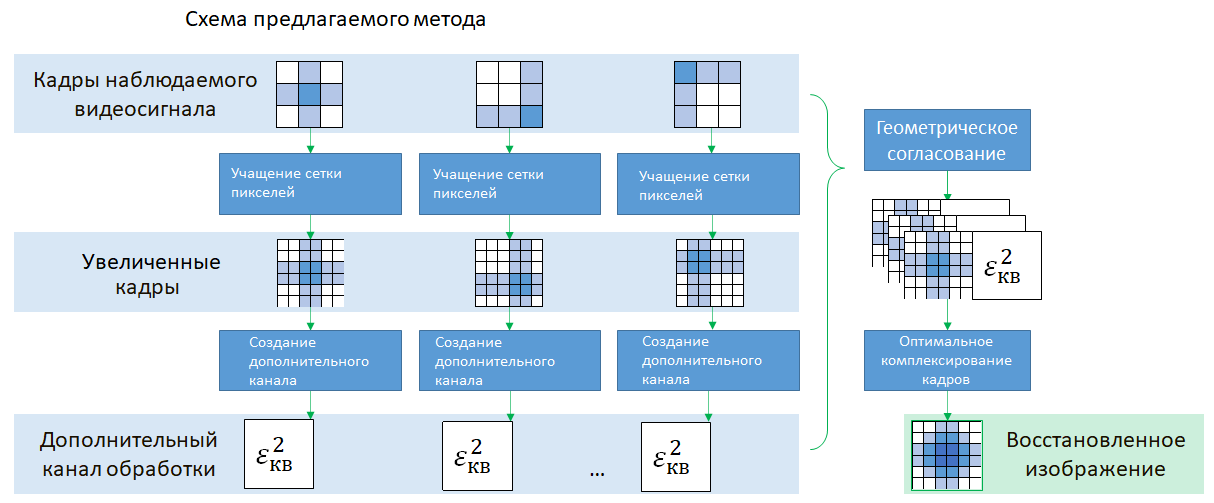 Схема предлагаемого метода
Кадры наблюдаемого
видеосигнала
Учащение сетки
пикселей
Учащение сетки
пикселей
Учащение сетки
пикселей
Увеличенные
кадры
Создание
дополнительного
канала
Создание
дополнительного
канала
Создание
дополнительного
канала
Дополнительный
канал обработки
ε²кв
ε²кв
...
ε²кв
Геометрическое
согласование
ε²кв
Оптимальное
комплексирование
кадров
Восстановленное
изображение